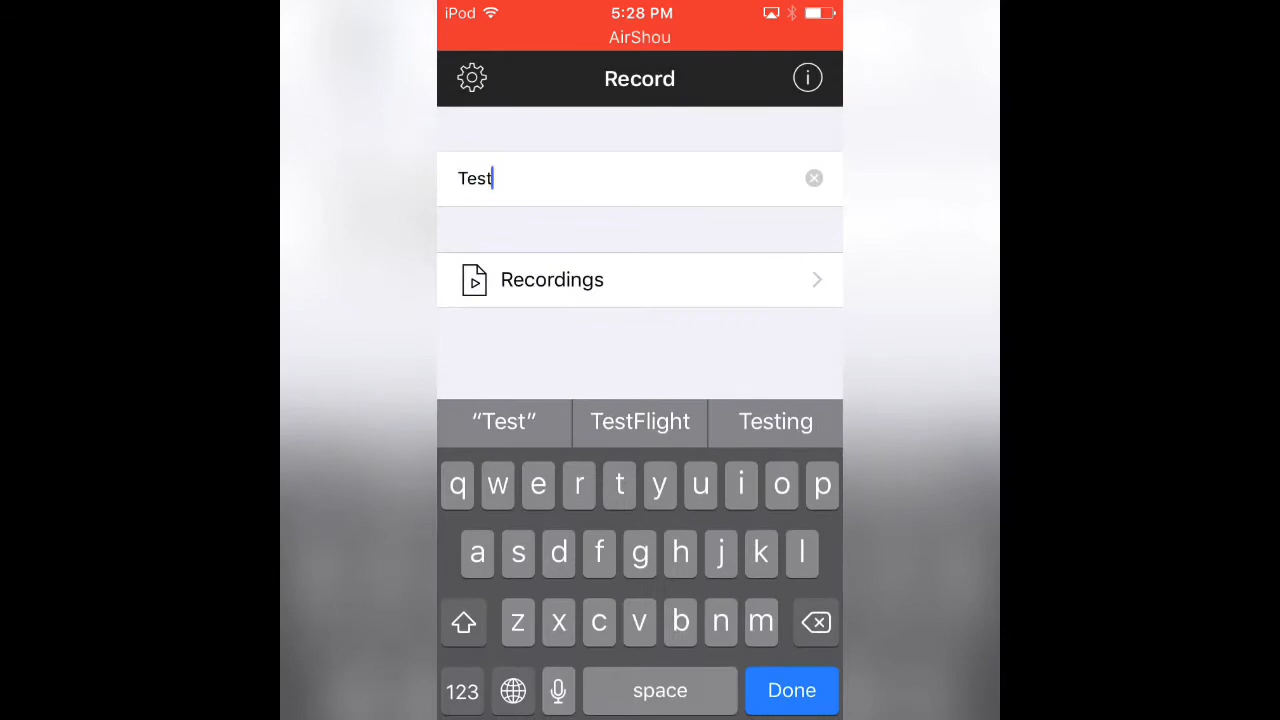 iPod 5:28 PM
AirShou
Record
Test
Recordings
“Test” TestFlight Testing
q w e r t y u i o p
a s d f g h j k l
z x c v b n m
123 space Done